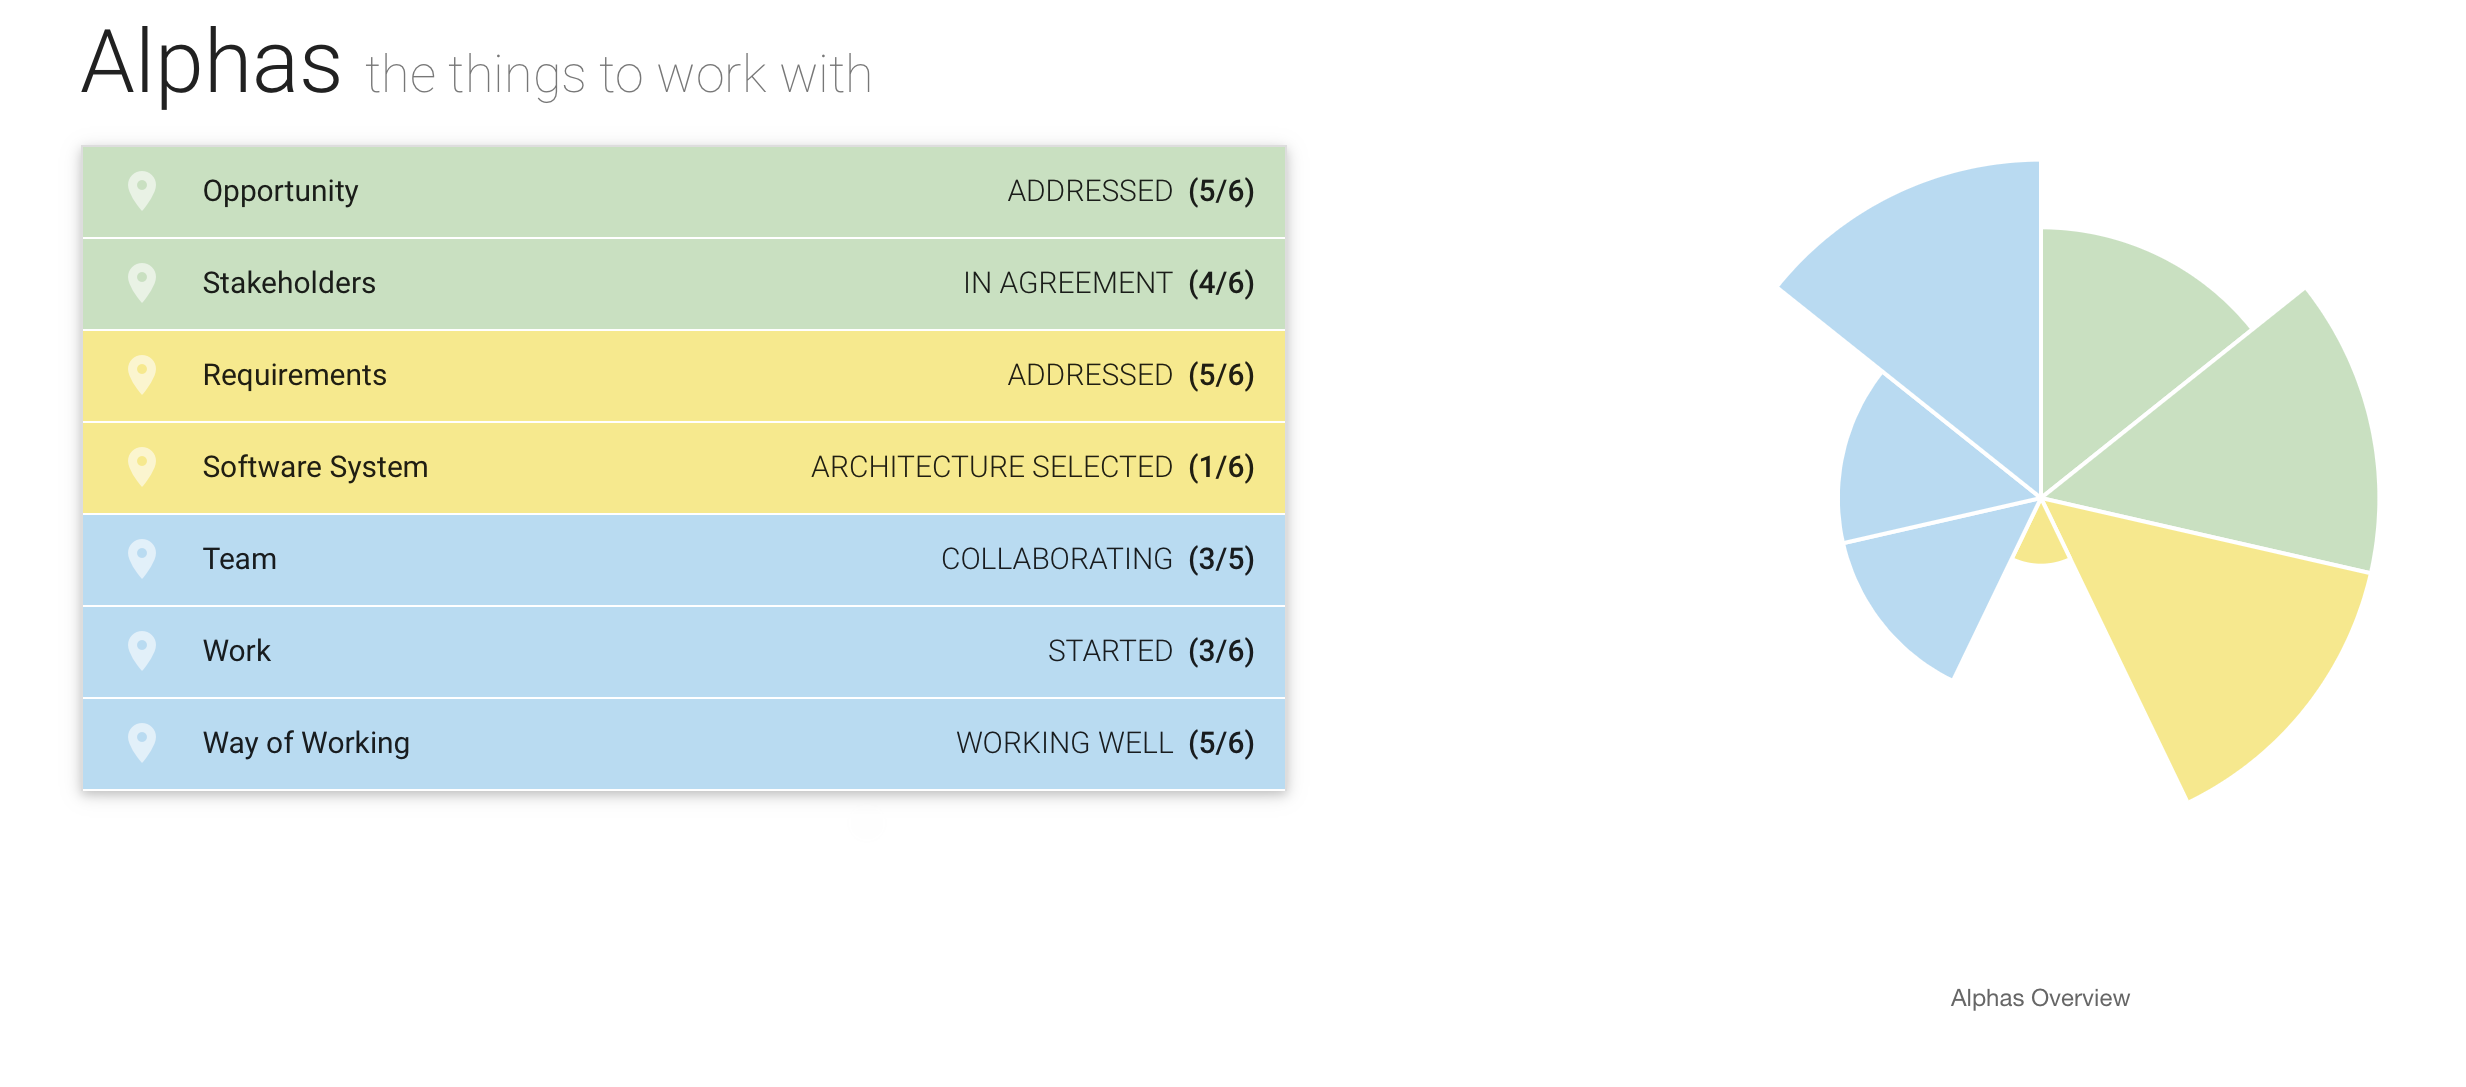 Alphas the things to work with
Opportunity ADDRESSED (5/6)
Stakeholders IN AGREEMENT (4/6)
Requirements ADDRESSED (5/6)
Software System ARCHITECTURE SELECTED (1/6)
Team COLLABORATING (3/5)
Work STARTED (3/6)
Way of Working WORKING WELL (5/6)
Alphas Overview